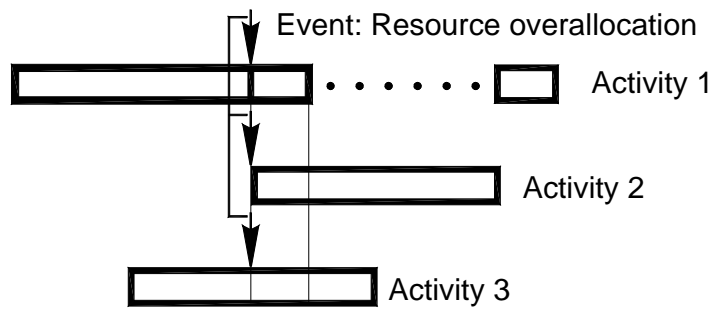 Event: Resource overallocation
Activity 1
Activity 2
Activity 3